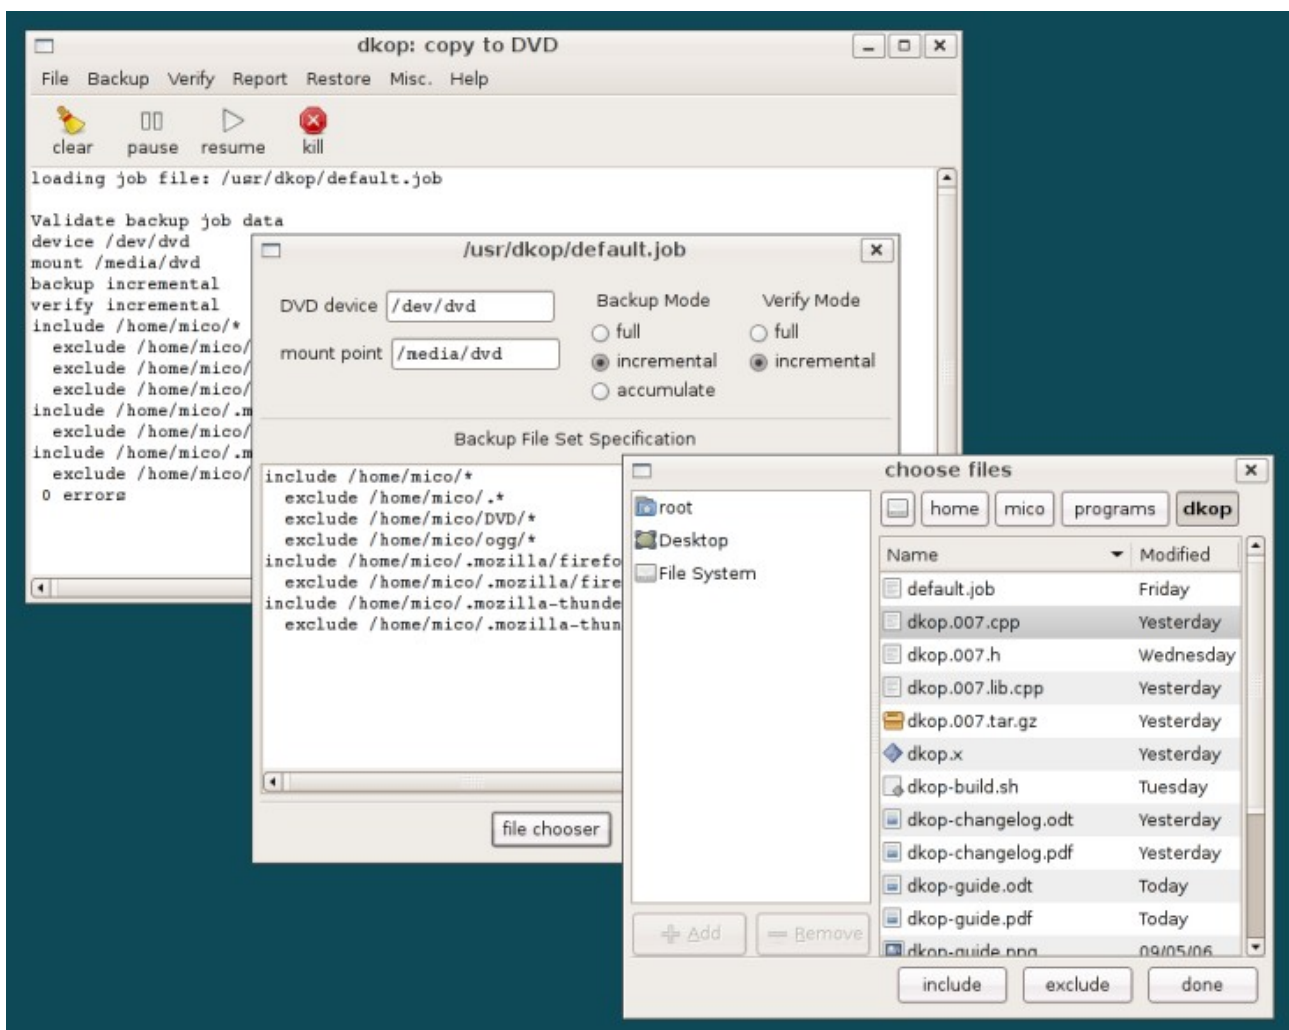 dkop: copy to DVD
File Backup Verify Report Restore Misc. Help
clear pause resume kill
loading job file: /usr/dkop/default.job
Validate backup job data
device /dev/dvd
mount /media/dvd
backup incremental
verify incremental
include /home/mico/*
exclude /home/mico/
exclude /home/mico/
exclude /home/mico/
include /home/mico/.m
exclude /home/mico/
include /home/mico/.m
exclude /home/mico/
0 errors
/usr/dkop/default.job
DVD device /dev/dvd
mount point /media/dvd
Backup Mode
full
incremental
accumulate
Verify Mode
full
incremental
Backup File Set Specification
include /home/mico/*
exclude /home/mico/.*
exclude /home/mico/DVD/*
exclude /home/mico/ogg/*
include /home/mico/.mozilla/firefo
exclude /home/mico/.mozilla/fire
include /home/mico/.mozilla-thunde
exclude /home/mico/.mozilla-thun
file chooser
choose files
root
Desktop
File System
Add Remove
home mico programs dkop
Name Modified
default.job Friday
dkop.007.cpp Yesterday
dkop.007.h Wednesday
dkop.007.lib.cpp Yesterday
dkop.007.tar.gz Yesterday
dkop.x Yesterday
dkop-build.sh Tuesday
dkop-changelog.odt Yesterday
dkop-changelog.pdf Yesterday
dkop-guide.odt Today
dkop-guide.pdf Today
dkop-guide.png 09/05/06
include exclude done